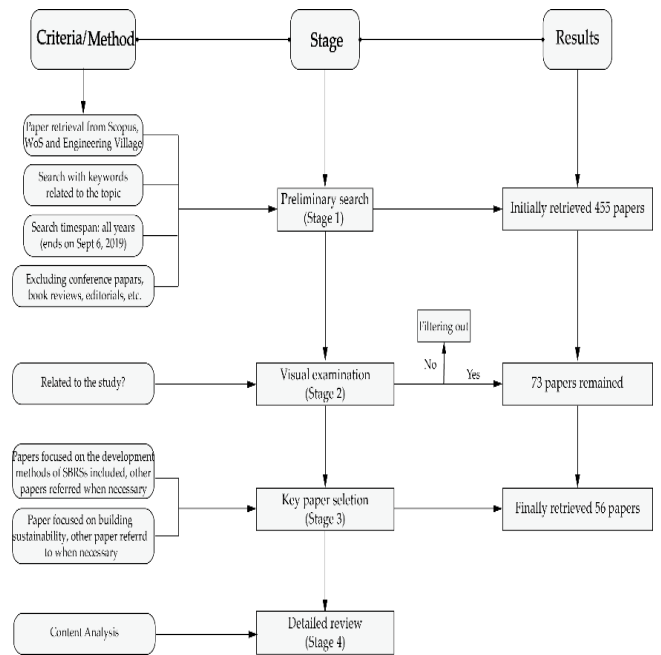 Criteria/Method
Stage
Results
Paper retrieval from Scopus,
WoS and Engineering Village
Search with keywords
related to the topic
Search timespan: all years
(ends on Sept 6, 2019)
Excluding conference papars,
book reviews, editorials, etc.
Preliminary search
(Stage 1)
Initially retrieved 455 papers
Filtering out
No
Yes
Related to the study?
Visual examination
(Stage 2)
73 papers remained
Papers focused on the development
methods of SBRSs included, other
papers referred when necessary
Paper focused on building
sustainability, other paper referrd
to when necessary
Key paper seletion
(Stage 3)
Finally retrieved 56 papers
Content Analysis
Detailed review
(Stage 4)